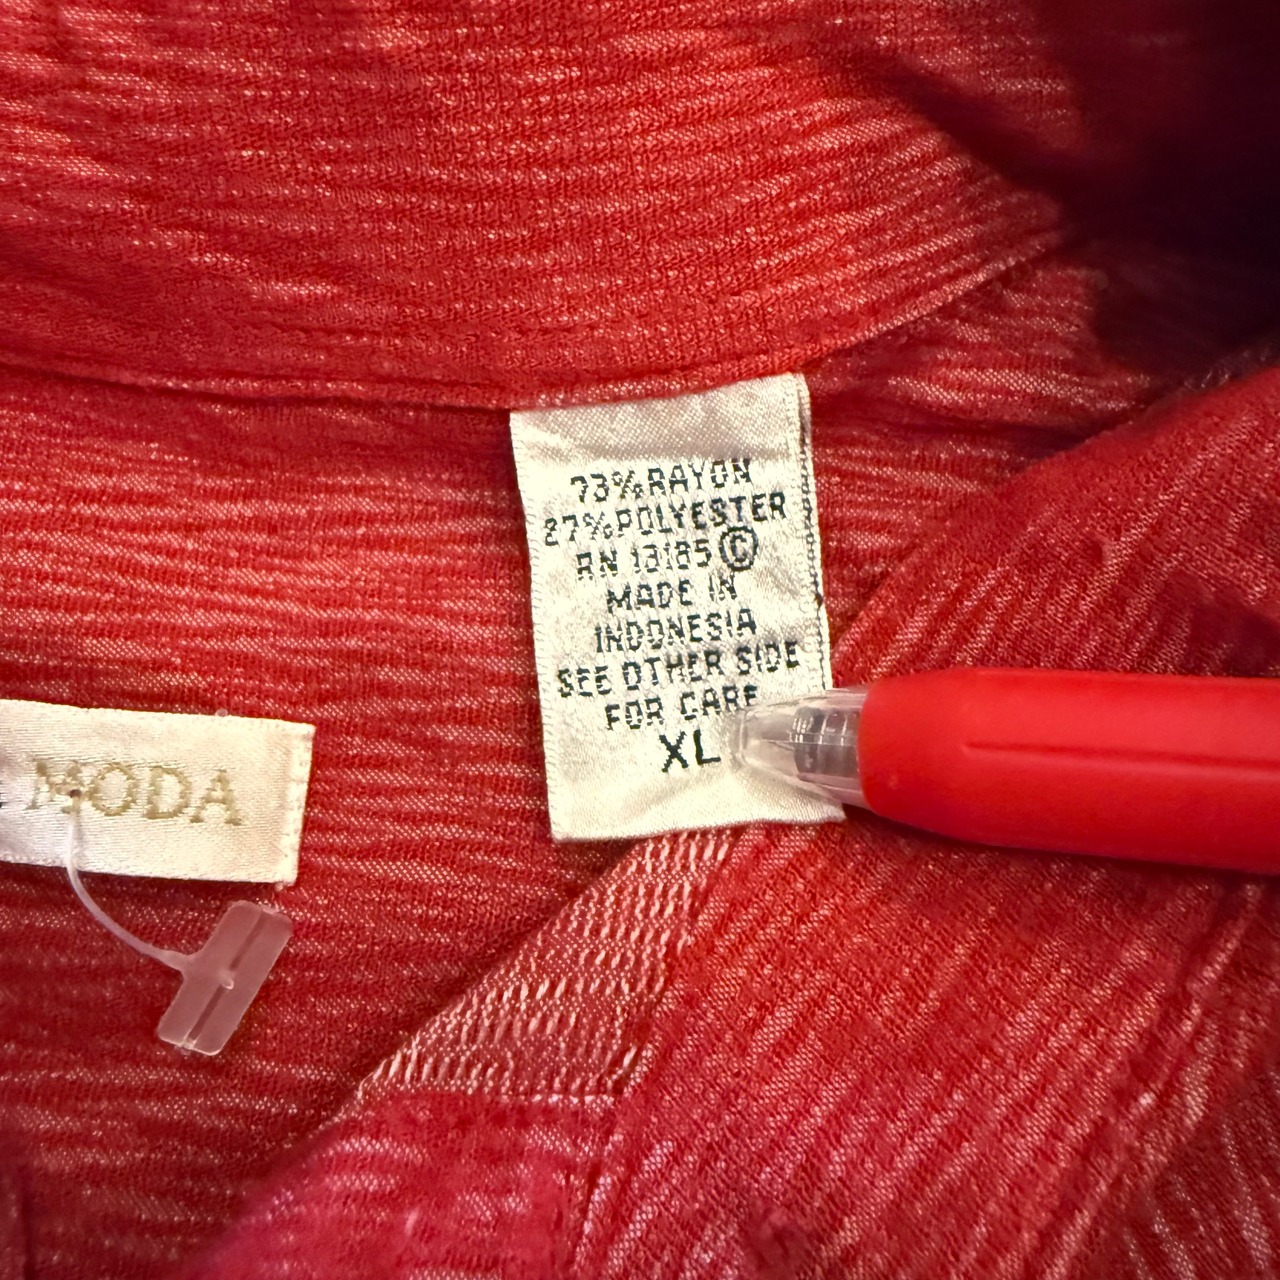 73% RAYON
27% POLYESTER
RN 13185 ©
MADE IN
INDONESIA
SEE OTHER SIDE
FOR CARE
XL
MODA